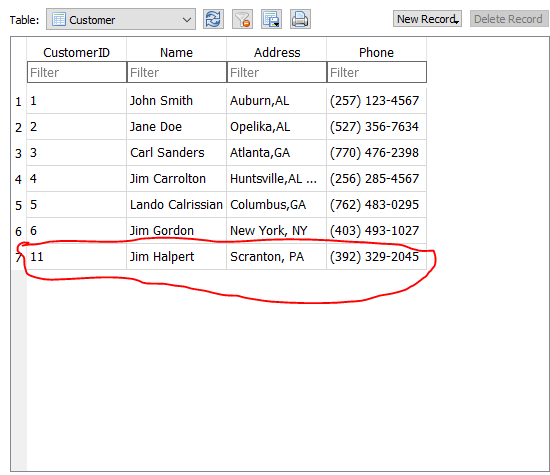 Table: Customer New Record Delete Record
CustomerID Name Address Phone
Filter Filter Filter Filter
1 1 John Smith Auburn,AL (257) 123-4567
2 2 Jane Doe Opelika,AL (527) 356-7634
3 3 Carl Sanders Atlanta,GA (770) 476-2398
4 4 Jim Carrolton Huntsville,AL ... (256) 285-4567
5 5 Lando Calrissian Columbus,GA (762) 483-0295
6 6 Jim Gordon New York, NY (403) 493-1027
7 11 Jim Halpert Scranton, PA (392) 329-2045